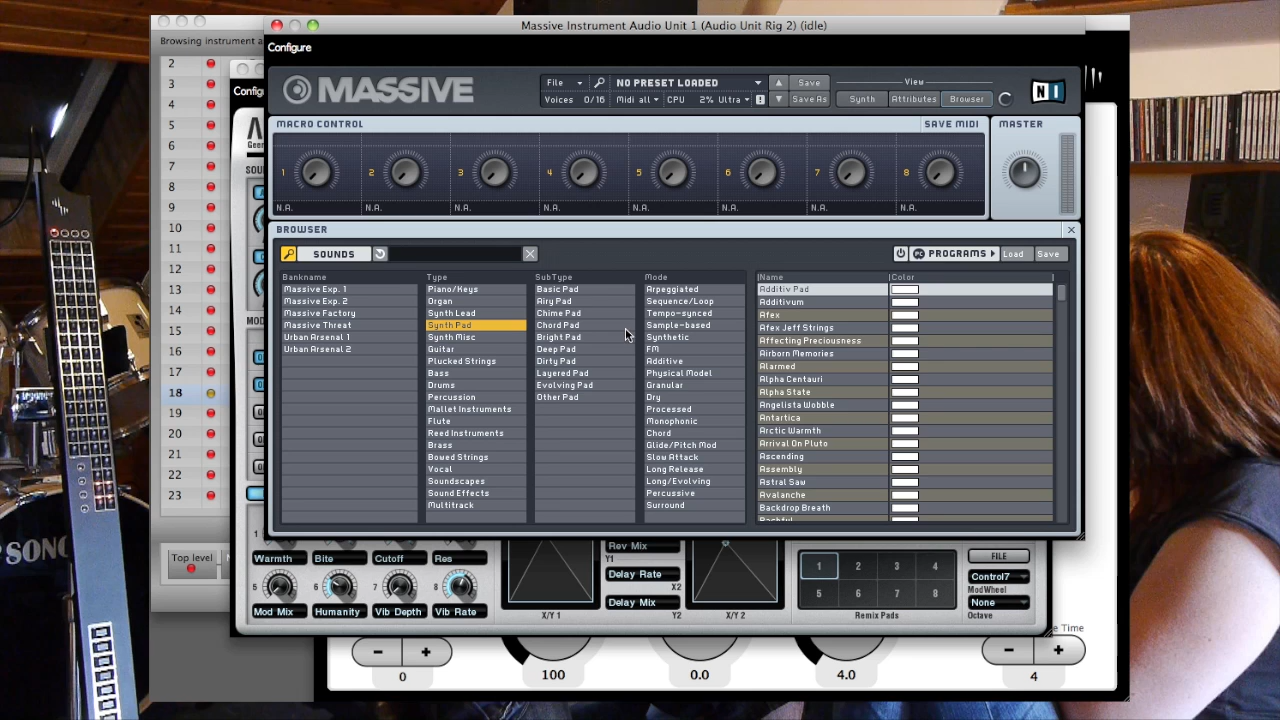 Massive Instrument Audio Unit 1 (Audio Unit Rig 2) (idle)
Browsing instrument a
Configure
MASSIVE
File
NO PRESET LOADED
Save
View
Voices 0/16 Midi all CPU 2% Ultra
Save As
Synth
Attributes
Browser
NI
MACRO CONTROL
SAVE MIDI
MASTER
1 2 3 4 5 6 7 8
N.A. N.A. N.A. N.A. N.A. N.A. N.A. N.A.
BROWSER
SOUNDS
PROGRAMS
Load
Save
Bankname
Massive Exp. 1
Massive Exp. 2
Massive Factory
Massive Threat
Urban Arsenal 1
Urban Arsenal 2
Type
Piano/Keys
Organ
Synth Lead
Synth Pad
Synth Misc
Guitar
Plucked Strings
Bass
Drums
Percussion
Mallet Instruments
Flute
Reed Instruments
Brass
Bowed Strings
Vocal
Soundscapes
Sound Effects
Multitrack
SubType
Basic Pad
Airy Pad
Chime Pad
Chord Pad
Bright Pad
Deep Pad
Dirty Pad
Layered Pad
Evolving Pad
Other Pad
Mode
Arpeggiated
Sequence/Loop
Tempo-synced
Sample-based
Synthetic
FM
Additive
Physical Model
Granular
Dry
Processed
Monophonic
Chord
Glide/Pitch Mod
Slow Attack
Long Release
Long/Evolving
Percussive
Surround
Name
Color
Additiv Pad
Additivum
Afex
Afex Jeff Strings
Affecting Preciousness
Airborn Memories
Alarmed
Alpha Centauri
Alpha State
Angelista Wobble
Antartica
Arctic Warmth
Arrival On Pluto
Ascending
Assembly
Astral Saw
Avalanche
Backdrop Breath
2
3
4
5
6
7
8
9
10
11
12
13
14
15
16
17
18
19
20
21
22
23
Top level
Warmth
Bite
Cutoff
Res
5 6 7 8
Mod Mix
Humanity
Vib Depth
Vib Rate
X/Y 1
Rev Mix
Y1
Delay Rate
X2
Delay Mix
Y2
X/Y 2
1 2 3 4
5 6 7 8
Remix Pads
FILE
Control7
ModWheel
None
Octave
e Time
0
100
0.0
4.0
4
SONO